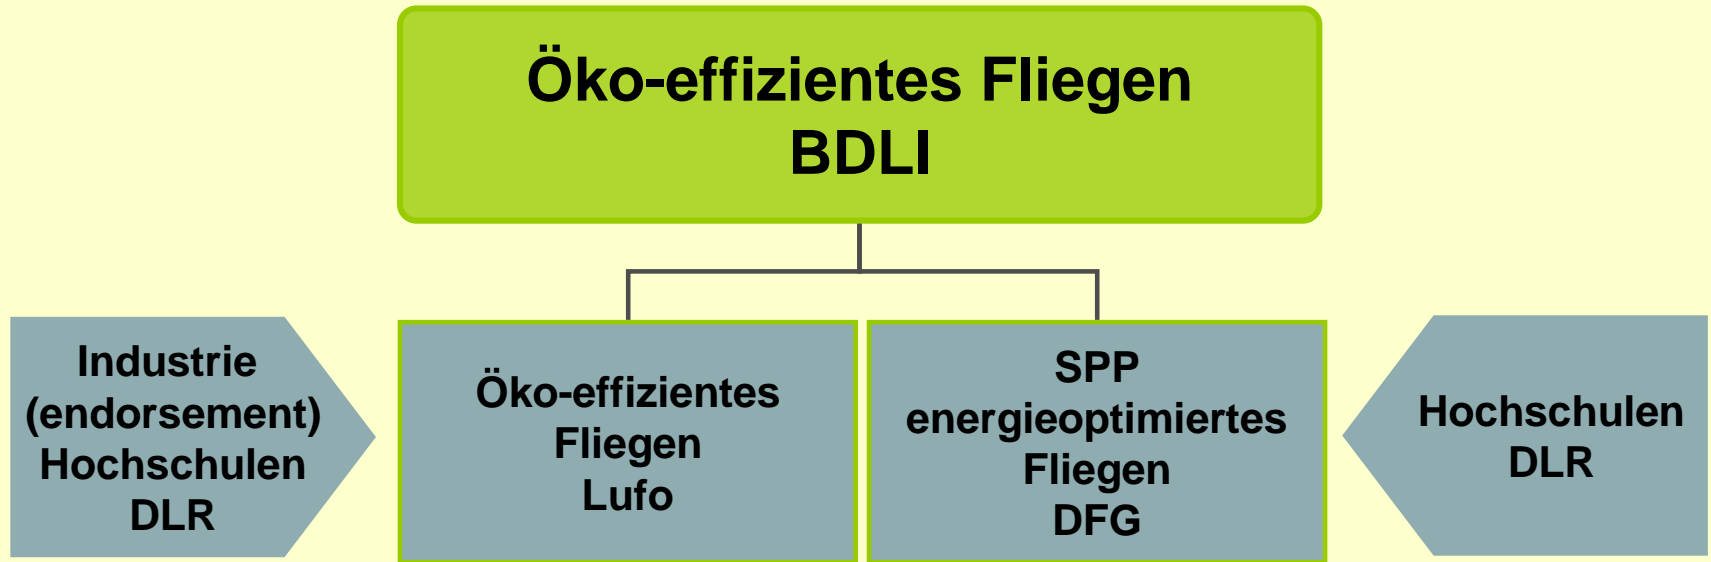 Öko-effizientes Fliegen
BDLI
Industrie
(endorsement)
Hochschulen
DLR
Öko-effizientes
Fliegen
Lufo
SPP
energieoptimiertes
Fliegen
DFG
Hochschulen
DLR